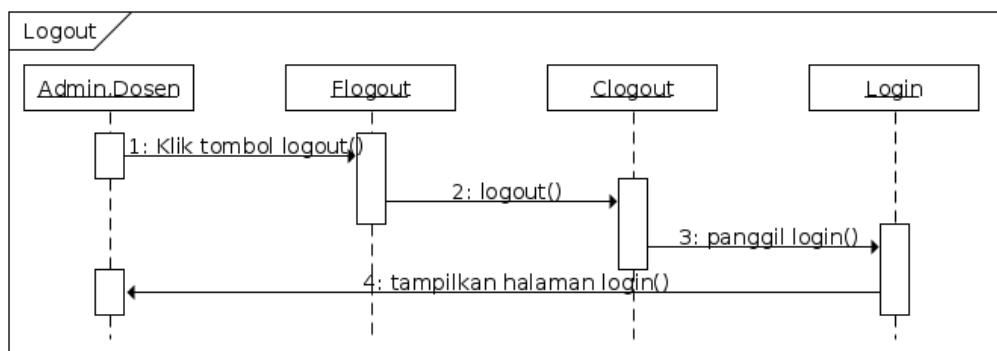 Logout
Admin.Dosen
Flogout
Clogout
Login
1: Klik tombol logout()
2: logout()
3: panggil login()
4: tampilkan halaman login()